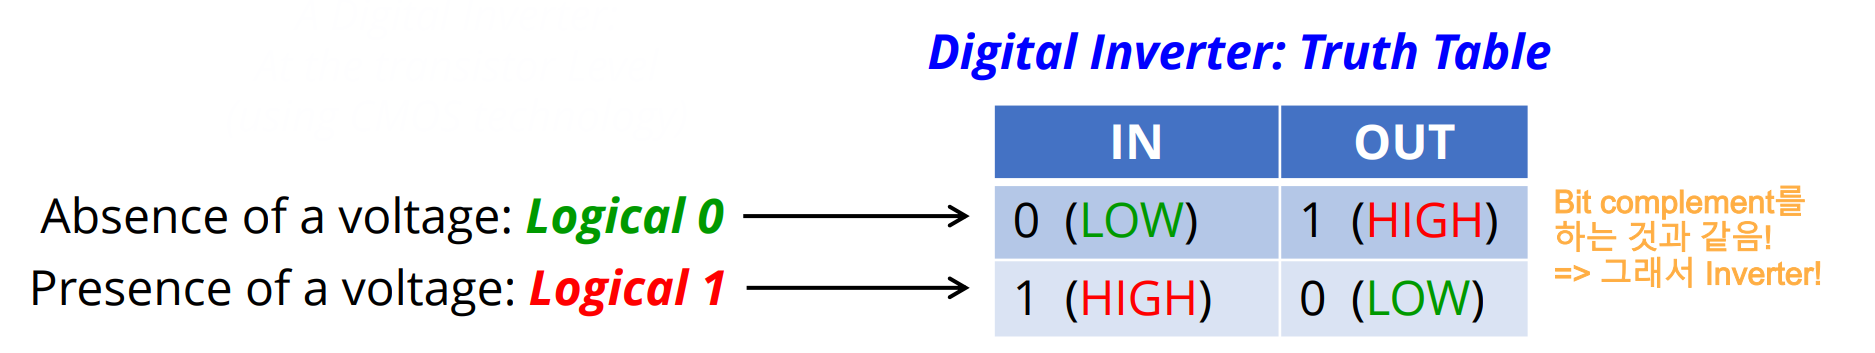 Digital Inverter: Truth Table
IN OUT
Absence of a voltage: Logical 0 0 (LOW) 1 (HIGH)
Presence of a voltage: Logical 1 1 (HIGH) 0 (LOW)
Bit complement를
하는 것과 같음!
=> 그래서 Inverter!